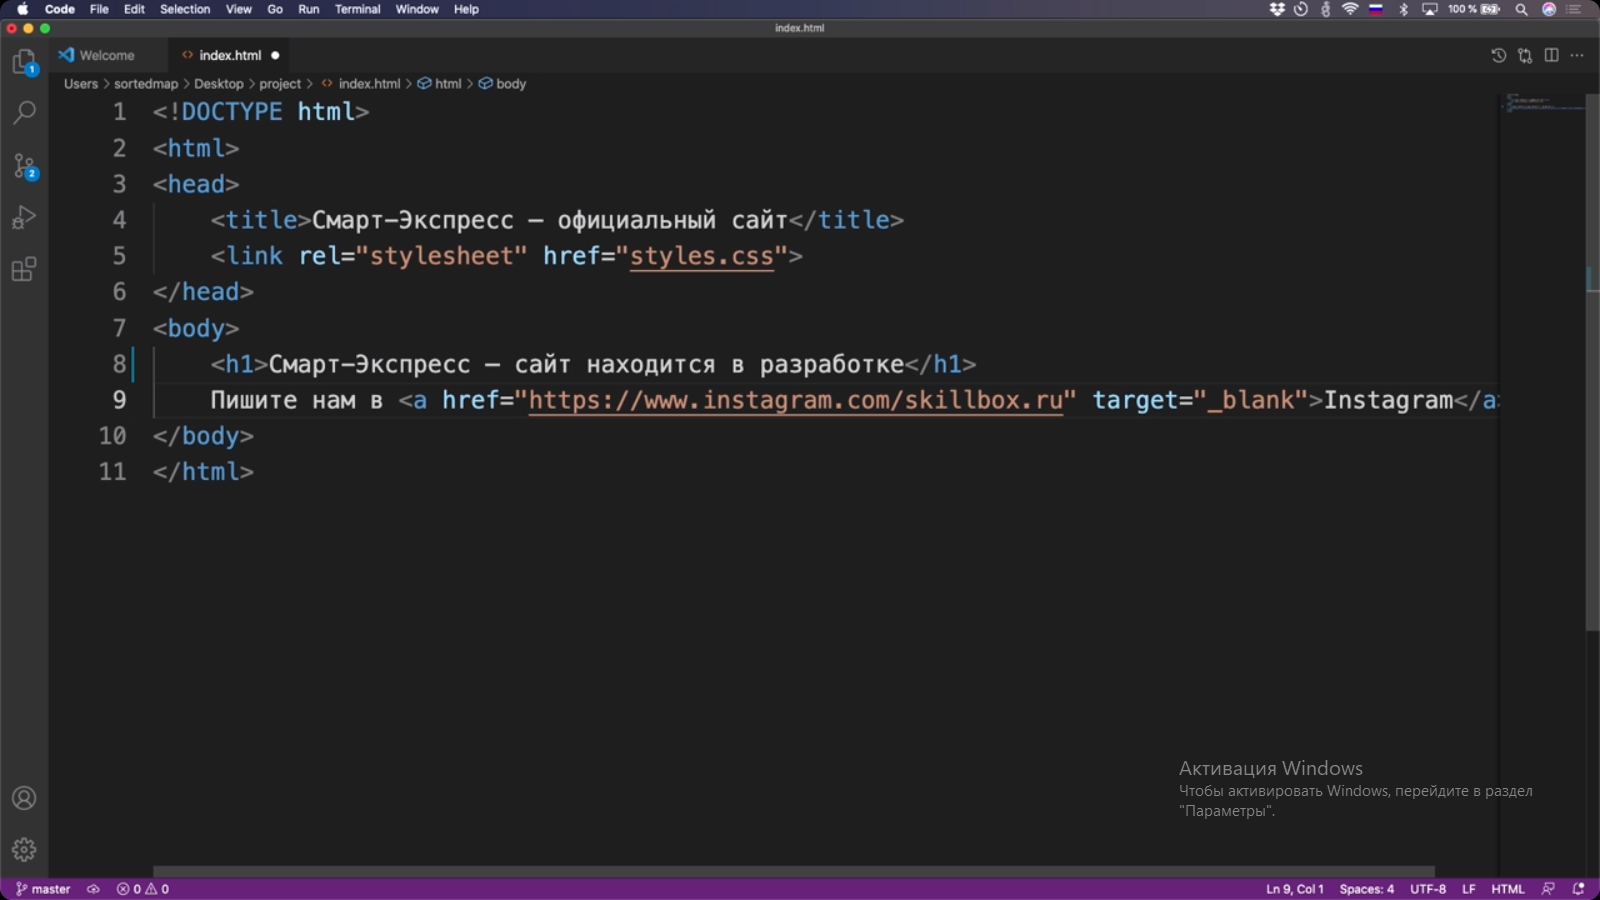 Code File Edit Selection View Go Run Terminal Window Help 100 %
index.html
Welcome index.html
1
Users > sortedmap > Desktop > project > index.html > html > body
1 <!DOCTYPE html>
2 <html>
3 <head>
4 <title>Смарт-Экспресс — официальный сайт</title>
5 <link rel="stylesheet" href="styles.css">
2
6 </head>
7 <body>
8 <h1>Смарт-Экспресс — сайт находится в разработке</h1>
9 Пишите нам в <a href="https://www.instagram.com/skillbox.ru" target="_blank">Instagram</a>
10 </body>
11 </html>
Активация Windows
Чтобы активировать Windows, перейдите в раздел
"Параметры".
master 0 0 Ln 9, Col 1 Spaces: 4 UTF-8 LF HTML